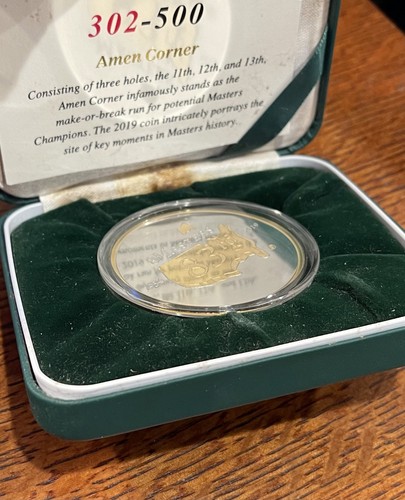 302-500
Amen Corner
Consisting of three holes, the 11th, 12th, and 13th,
Amen Corner infamously stands as the
make-or-break run for potential Masters
Champions. The 2019 coin intricately portrays the
site of key moments in Masters history.